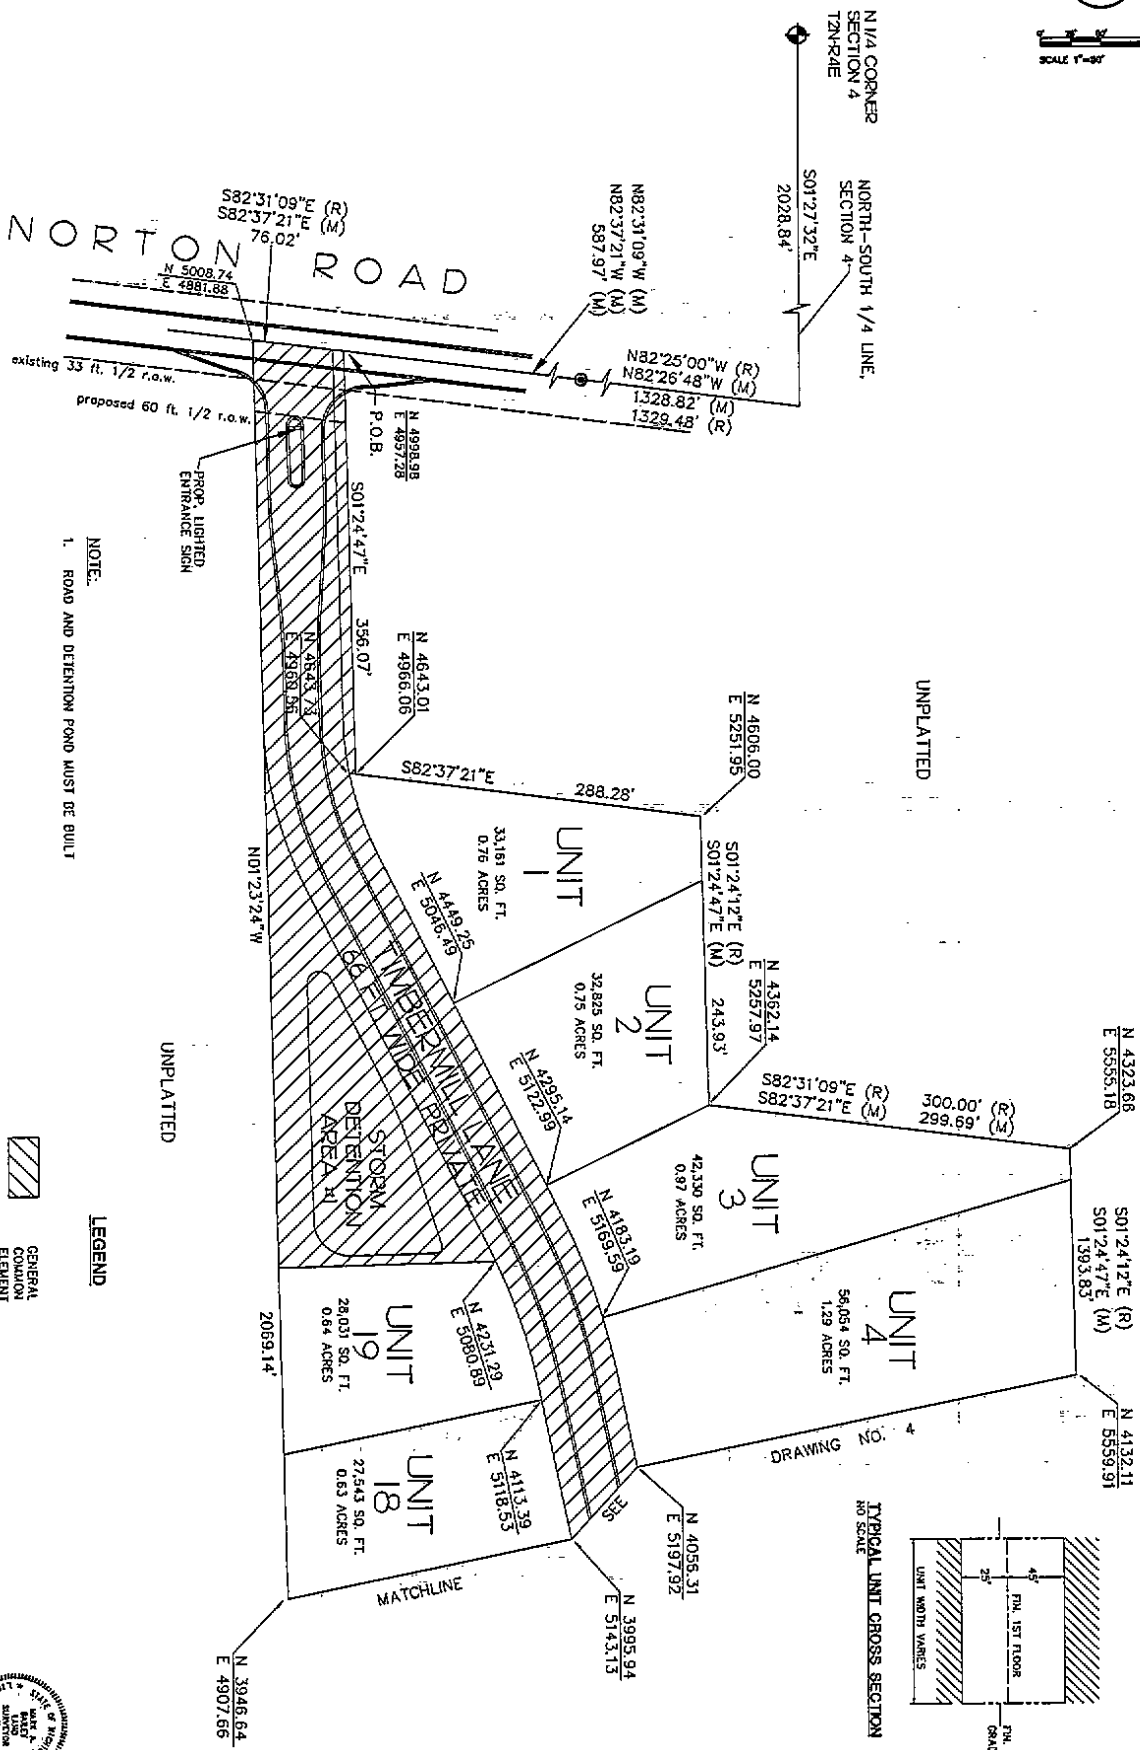 N 1/4 CORNER
SECTION 4
T2N-R4E
NORTH-SOUTH 1/4 LINE,
SECTION 4
S01°27'32"E
2028.84'
SCALE 1"=80'
N82°31'09"W (R)
N82°37'21"W (M)
587.97' (M)
N82°25'00"W (R)
N82°26'48"W (M)
1328.82' (M)
1329.48' (R)
S82°31'09"E (R)
S82°37'21"E (M)
76.02'
NORTON ROAD
N 5008.74
E 4881.88
existing 33 ft. 1/2 r.o.w.
proposed 60 ft. 1/2 r.o.w.
PROP. LIGHTED
ENTRANCE SIGN
P.O.B.
N 4998.98
E 4957.28
S01°24'47"E
356.07'
N 4643.73
E 4960.56
N 4643.01
E 4966.06
S82°37'21"E
288.28'
N 4606.00
E 5251.95
UNPLATTED
UNIT
1
33,161 SQ. FT.
0.76 ACRES
S01°24'12"E (R)
S01°24'47"E (M)
243.93'
N 4449.25
E 5046.49
UNIT
2
32,825 SQ. FT.
0.75 ACRES
N 4362.14
E 5257.97
N 4295.14
E 5122.99
S82°31'09"E (R)
S82°37'21"E (M)
300.00' (R)
299.69' (M)
N 4323.66
E 5555.18
UNIT
3
42,330 SQ. FT.
0.97 ACRES
N 4183.19
E 5169.59
S01°24'12"E (R)
S01°24'47"E (M)
1393.83'
UNIT
4
56,054 SQ. FT.
1.29 ACRES
N 4132.11
E 5559.91
SEE
DRAWING NO. 4
N 4056.31
E 5197.92
N 3995.94
E 5143.13
TIMBERMILL LANE
66 FT WIDE PRIVATE
STORM
DETENTION
AREA #1
N01°23'24"W
2069.14'
UNPLATTED
N 4231.29
E 5080.89
UNIT
19
28,031 SQ. FT.
0.64 ACRES
N 4113.39
E 5118.53
UNIT
18
27,543 SQ. FT.
0.63 ACRES
MATCHLINE
N 3946.64
E 4907.66
NOTE:
1. ROAD AND DETENTION POND MUST BE BUILT
LEGEND
GENERAL
COMMON
ELEMENT
45'
25'
FIN. 1ST FLOOR
UNIT WIDTH VARIES
FIN.
TYPICAL UNIT CROSS SECTION
NO SCALE
STATE OF
MARK A.
LAND
SURVEYOR